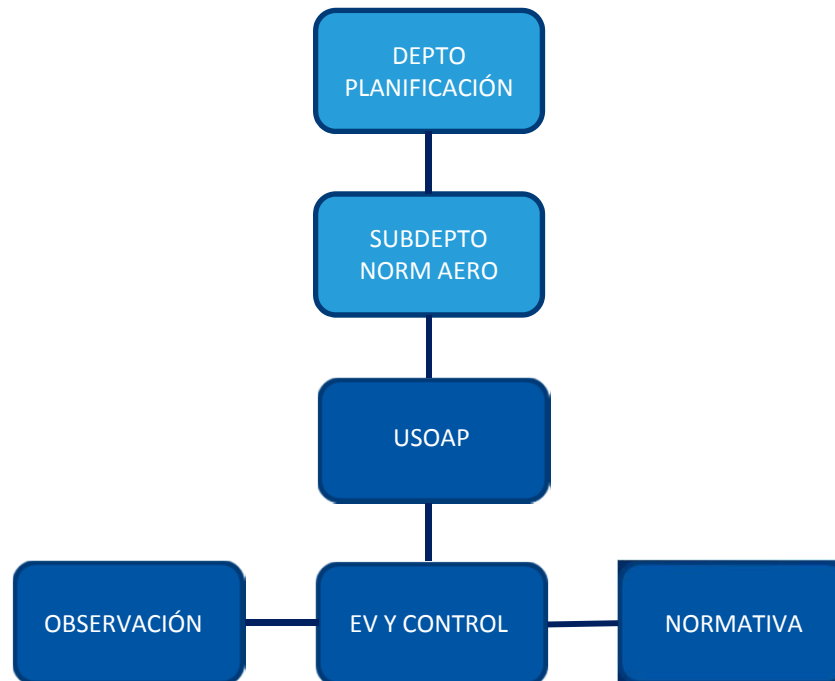 DEPTO
PLANIFICACIÓN
SUBDEPTO
NORM AERO
USOAP
OBSERVACIÓN
EV Y CONTROL
NORMATIVA